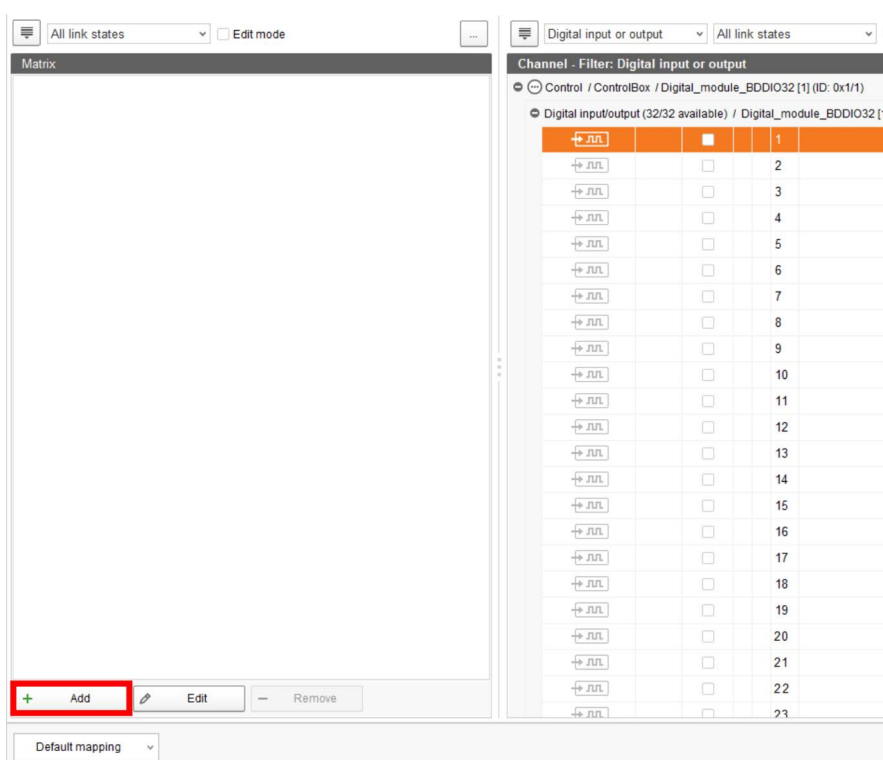 All link states
Edit mode
...
Digital input or output
All link states
Matrix
Channel - Filter: Digital input or output
Control / ControlBox / Digital_module_BDDIO32 [1] (ID: 0x1/1)
Digital input/output (32/32 available) / Digital_module_BDDIO32 [1
1
2
3
4
5
6
7
8
9
10
11
12
13
14
15
16
17
18
19
20
21
22
23
+ Add
Edit
− Remove
Default mapping